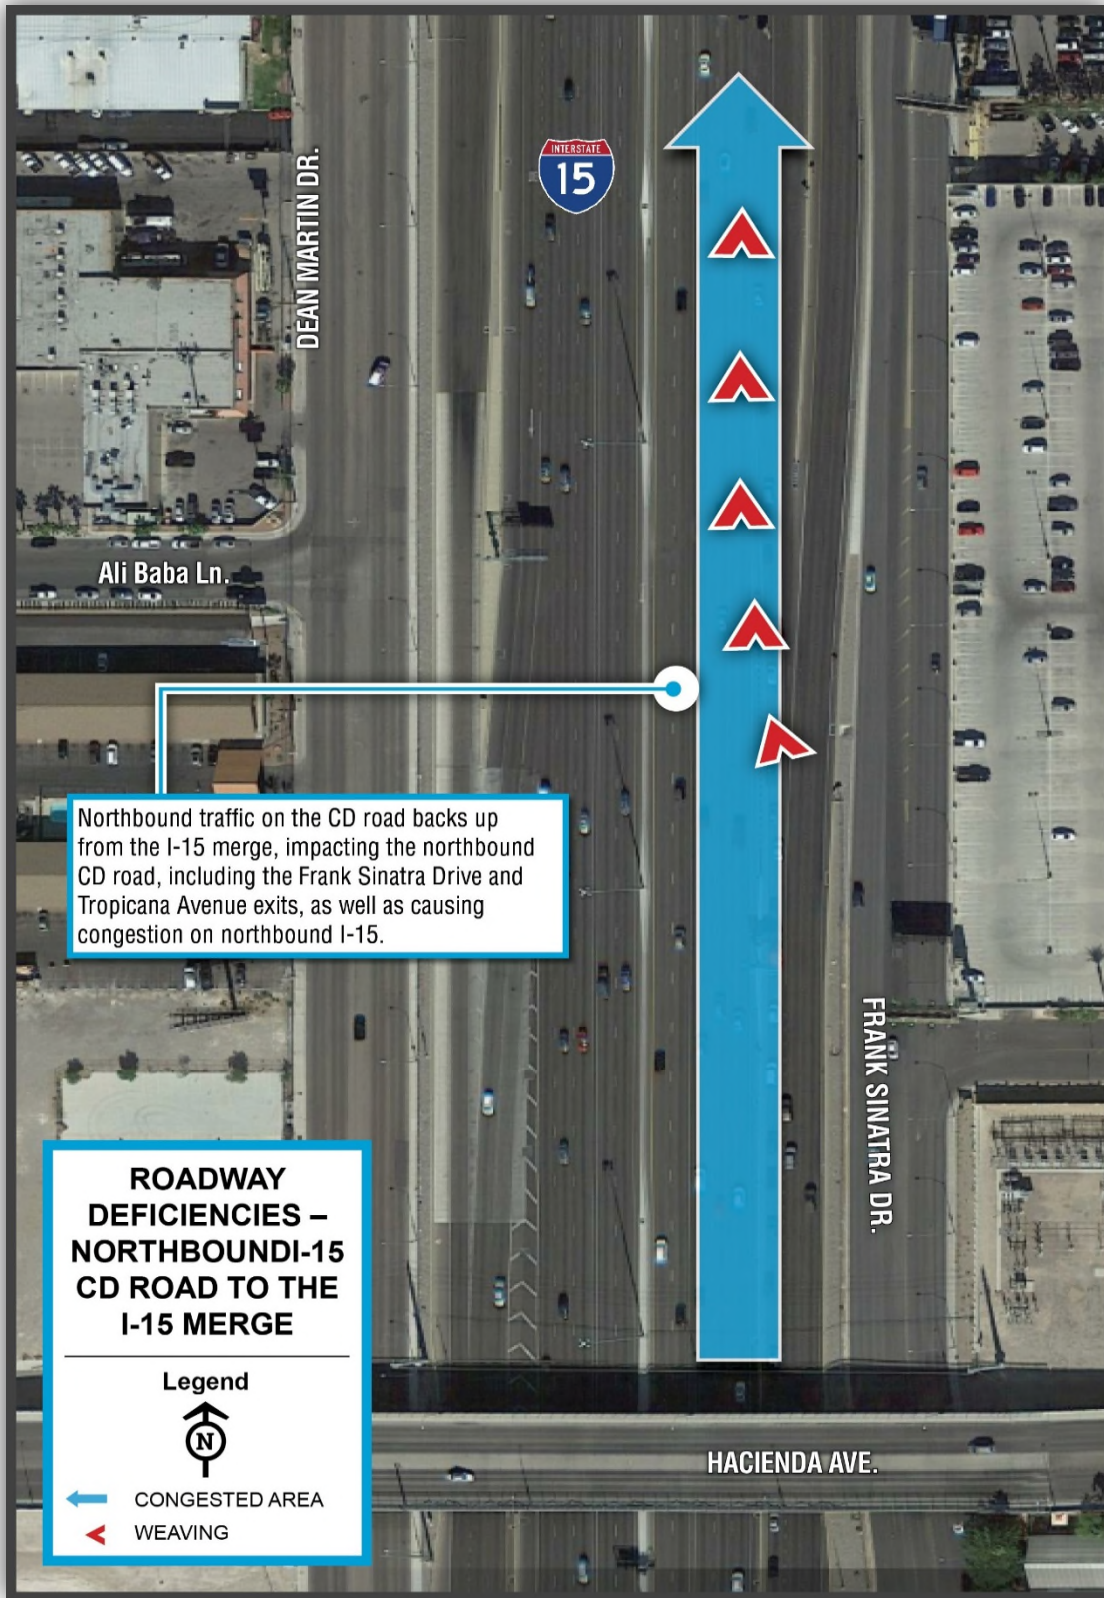 INTERSTATE
15
DEAN MARTIN DR.
Ali Baba Ln.
Northbound traffic on the CD road backs up
from the I-15 merge, impacting the northbound
CD road, including the Frank Sinatra Drive and
Tropicana Avenue exits, as well as causing
congestion on northbound I-15.
FRANK SINATRA DR.
ROADWAY
DEFICIENCIES –
NORTHBOUNDI-15
CD ROAD TO THE
I-15 MERGE
Legend
N
CONGESTED AREA
WEAVING
HACIENDA AVE.